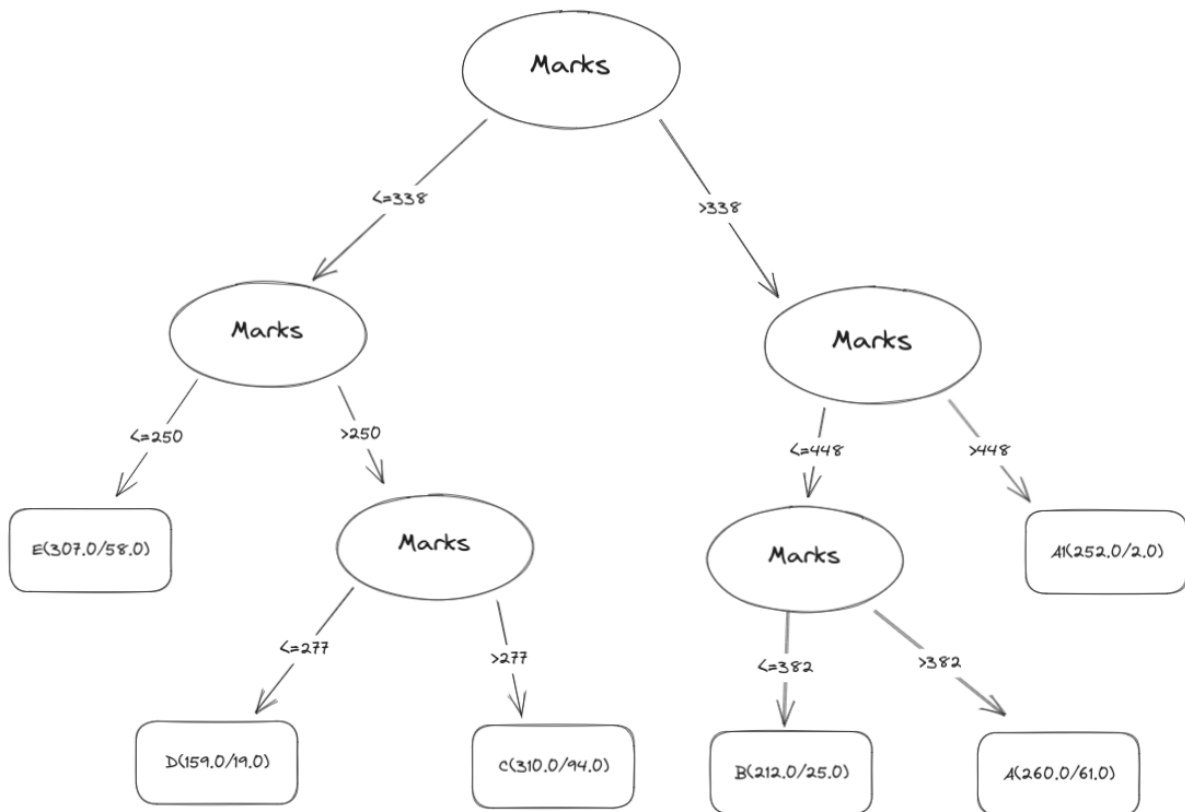 Marks
<=338
>338
Marks
Marks
<=250
>250
<=448
>448
E(307.0/58.0)
Marks
Marks
A1(252.0/2.0)
<=277
>277
<=382
>382
D(159.0/19.0)
C(310.0/94.0)
B(212.0/25.0)
A(260.0/61.0)